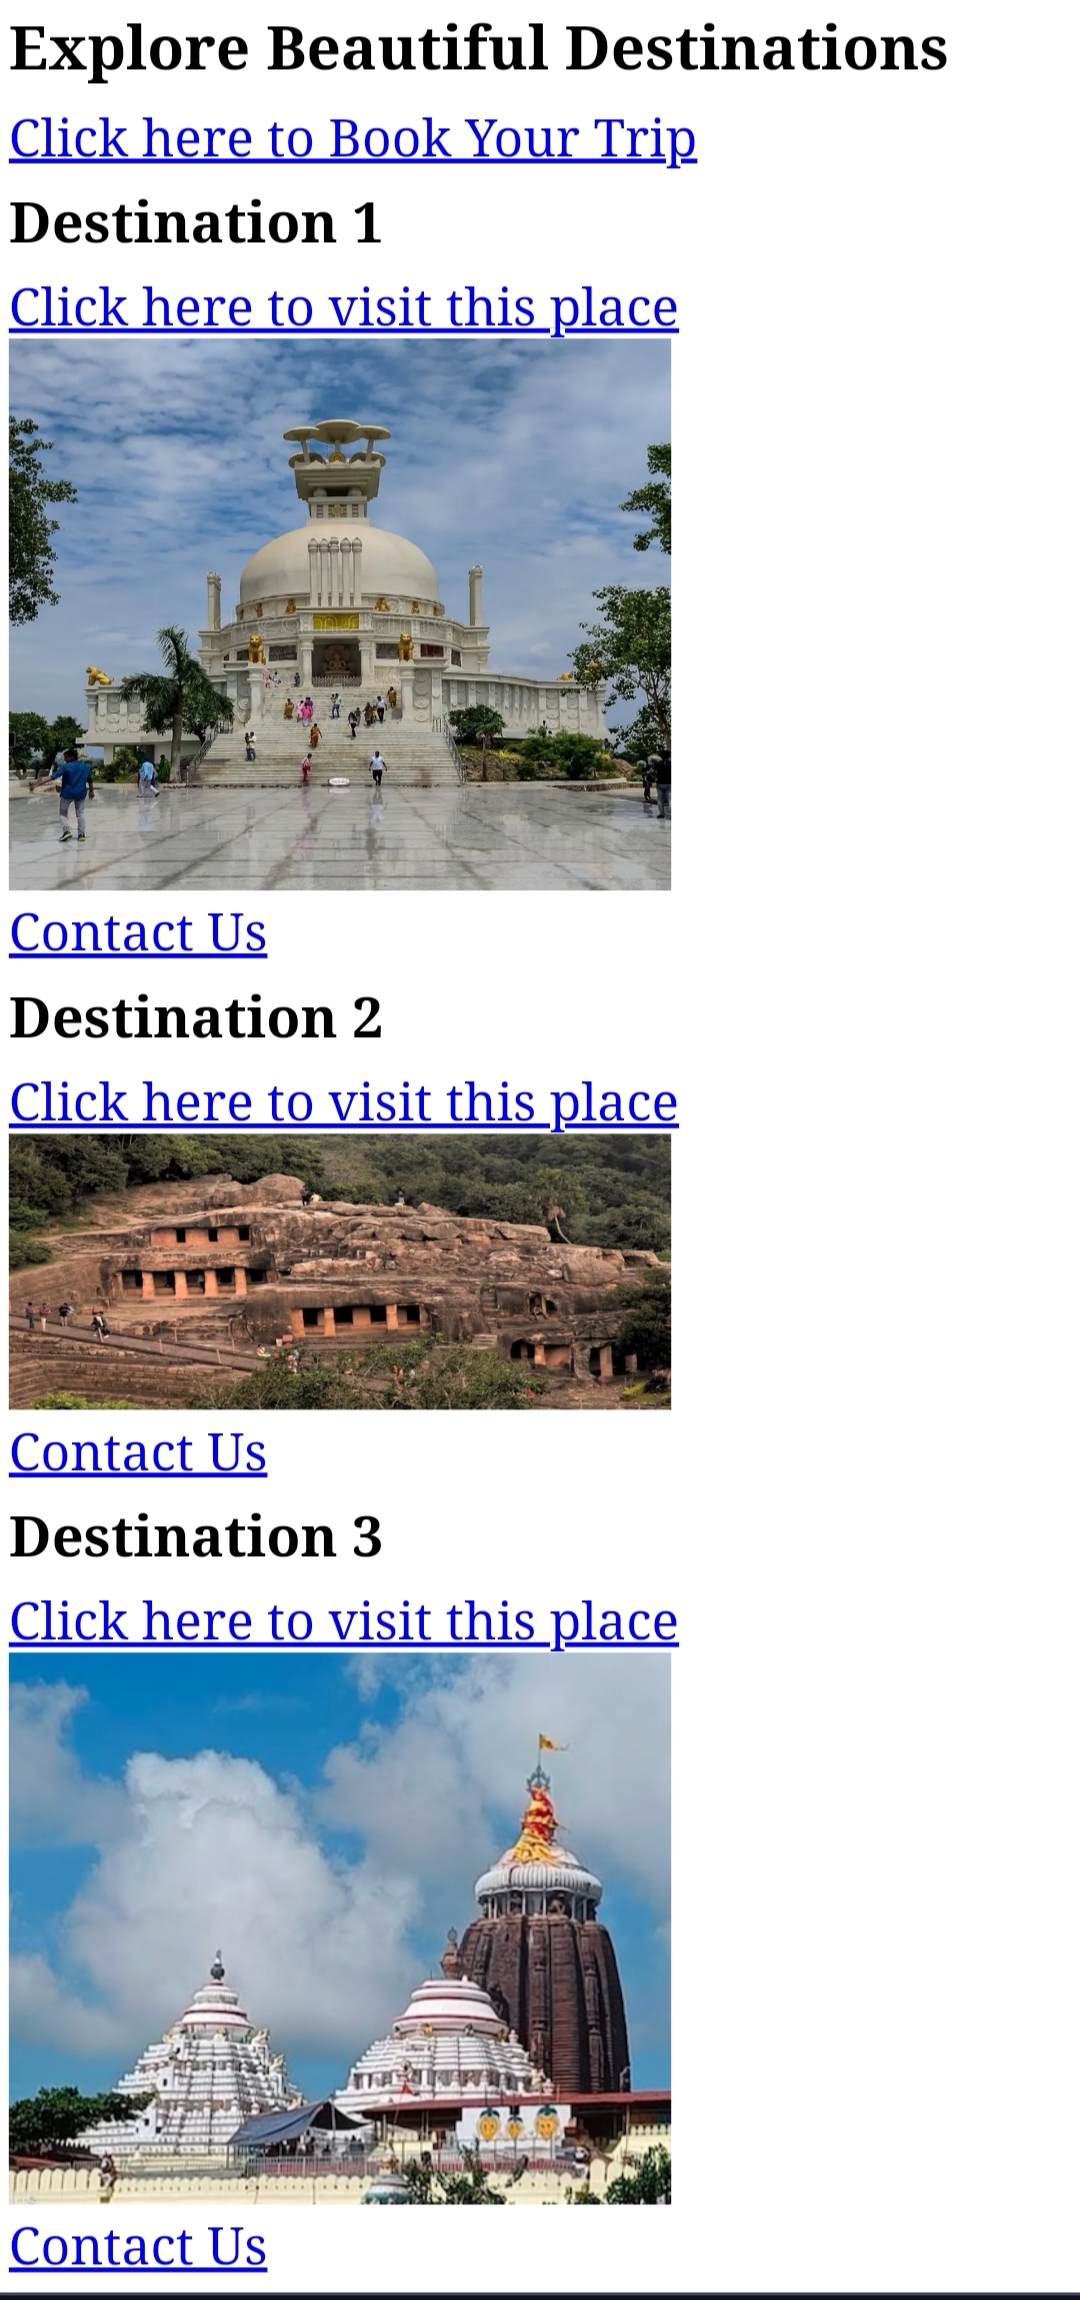 Explore Beautiful Destinations
Click here to Book Your Trip
Destination 1
Click here to visit this place
Contact Us
Destination 2
Click here to visit this place
Contact Us
Destination 3
Click here to visit this place
Contact Us